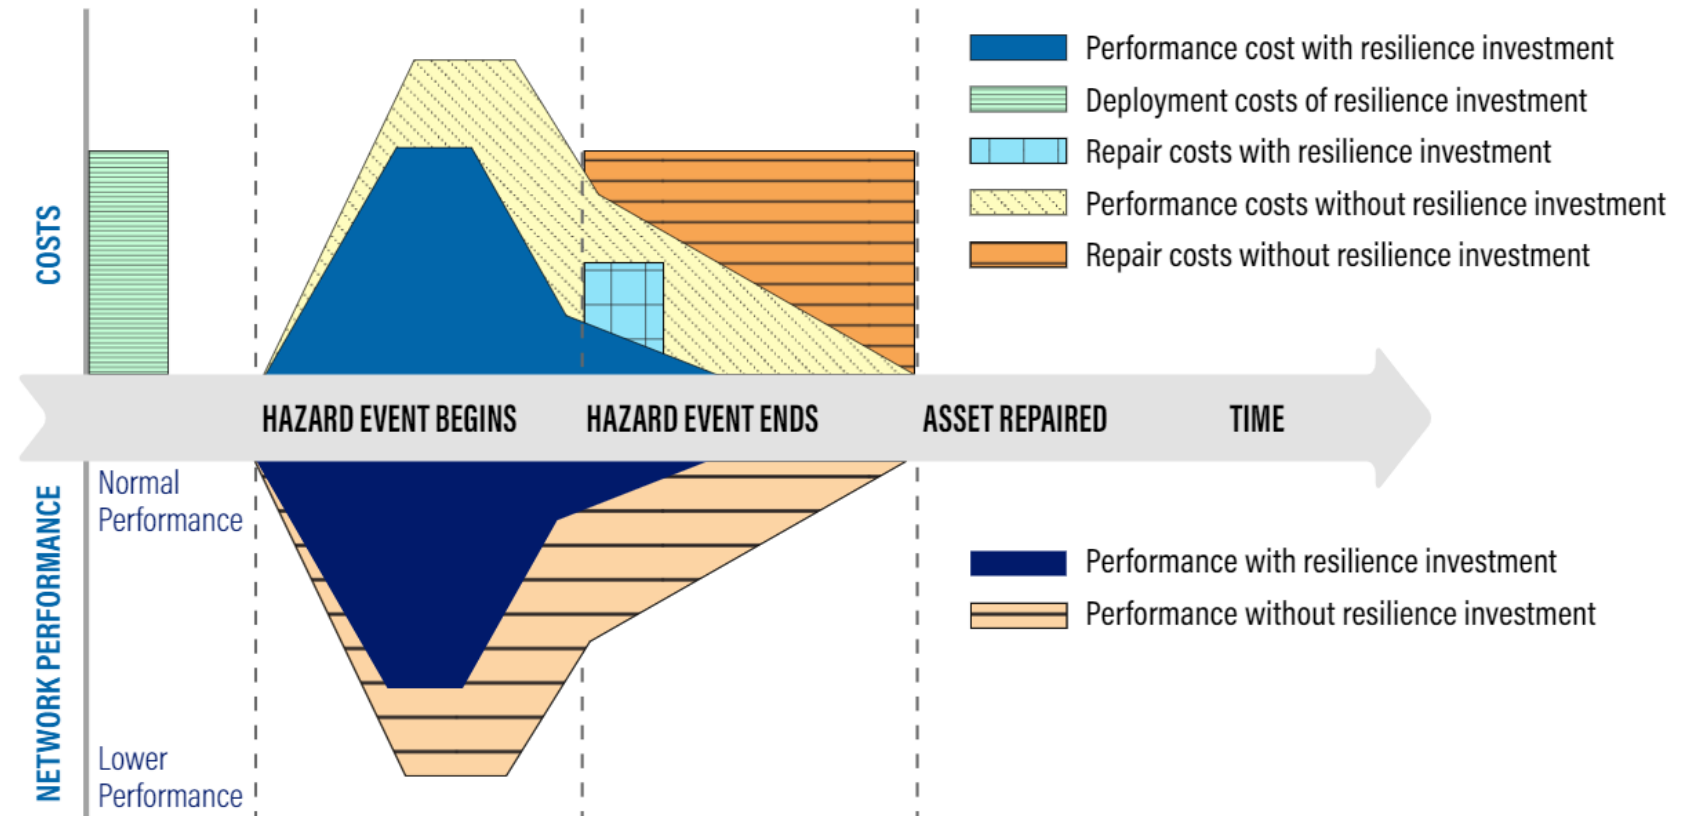 Performance cost with resilience investment
Deployment costs of resilience investment
Repair costs with resilience investment
Performance costs without resilience investment
Repair costs without resilience investment
COSTS
HAZARD EVENT BEGINS
HAZARD EVENT ENDS
ASSET REPAIRED
TIME
NETWORK PERFORMANCE
Normal
Performance
Lower
Performance
Performance with resilience investment
Performance without resilience investment